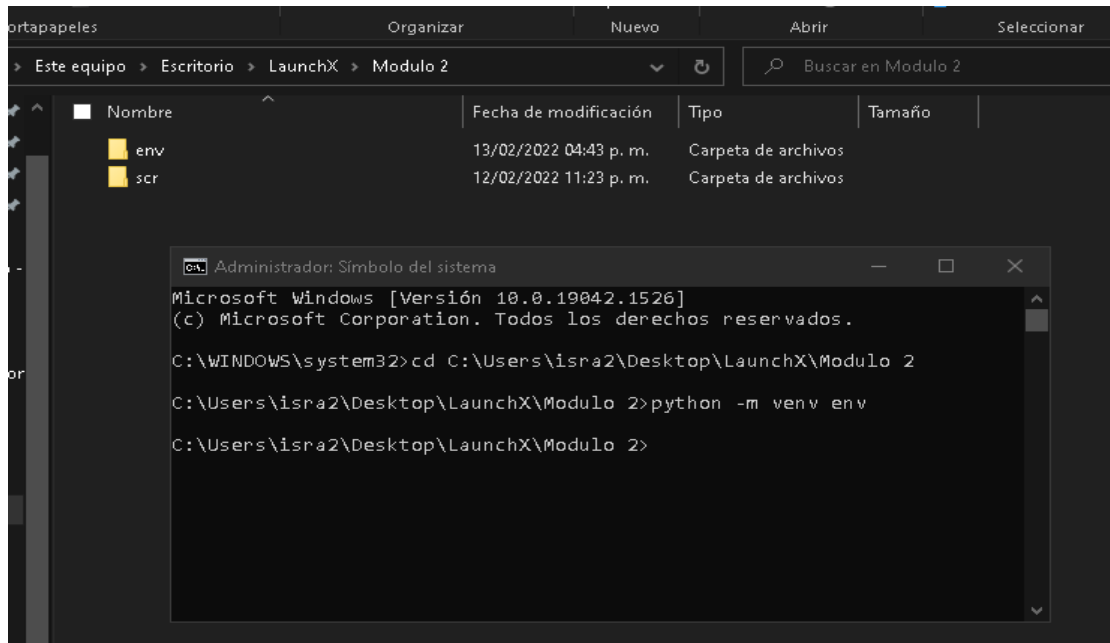 ortapapeles Organizar Nuevo Abrir Seleccionar
Este equipo > Escritorio > LaunchX > Modulo 2 Buscar en Modulo 2
Nombre Fecha de modificación Tipo Tamaño
env 13/02/2022 04:43 p. m. Carpeta de archivos
scr 12/02/2022 11:23 p. m. Carpeta de archivos
Administrador: Símbolo del sistema
Microsoft Windows [Versión 10.0.19042.1526]
(c) Microsoft Corporation. Todos los derechos reservados.
C:\WINDOWS\system32>cd C:\Users\isra2\Desktop\LaunchX\Modulo 2
or
C:\Users\isra2\Desktop\LaunchX\Modulo 2>python -m venv env
C:\Users\isra2\Desktop\LaunchX\Modulo 2>